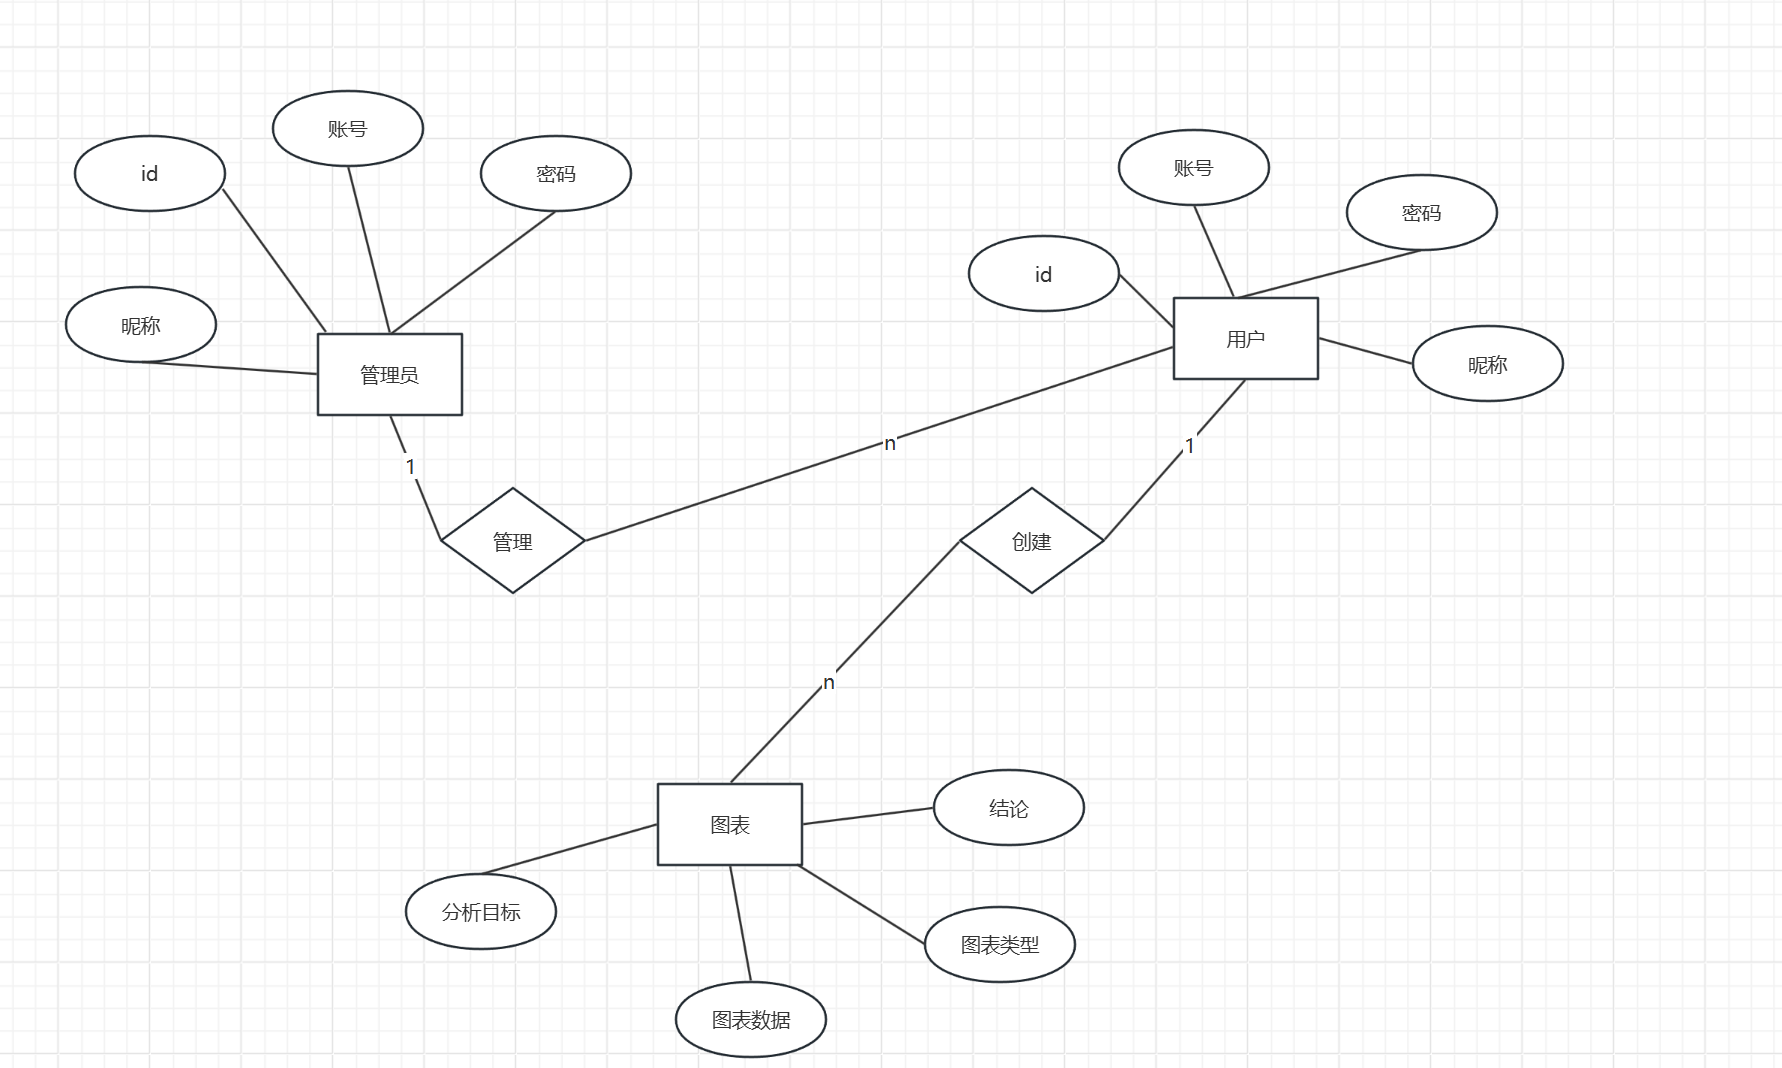 账号
id
密码
昵称
管理员
账号
密码
id
用户
昵称
1
n
1
管理
创建
n
图表
结论
分析目标
图表类型
图表数据